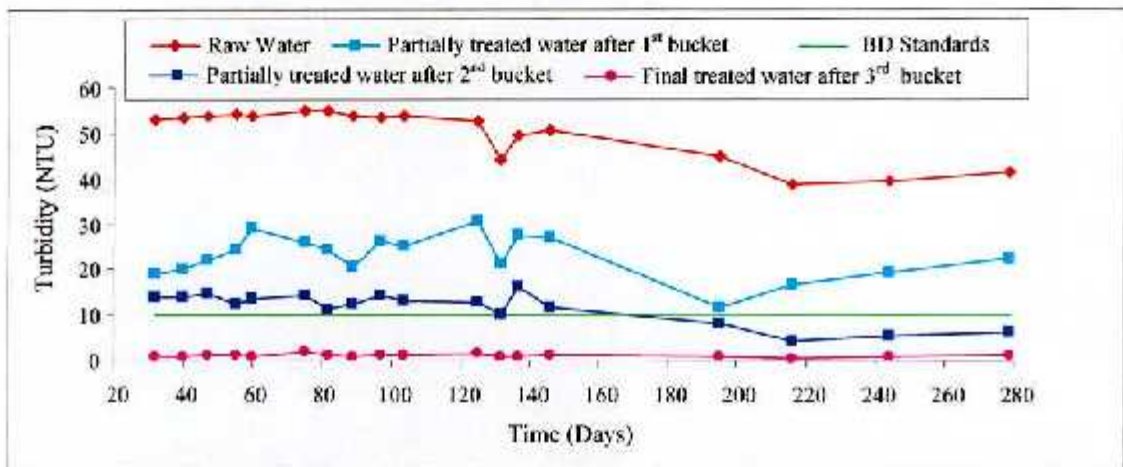 Raw Water Partially treated water after 1st bucket BD Standards
Partially treated water after 2nd bucket Final treated water after 3rd bucket
60
50
40
30
20
10
0
Turbidity (NTU)
20 40 60 80 100 120 140 160 180 200 220 240 260 280
Time (Days)